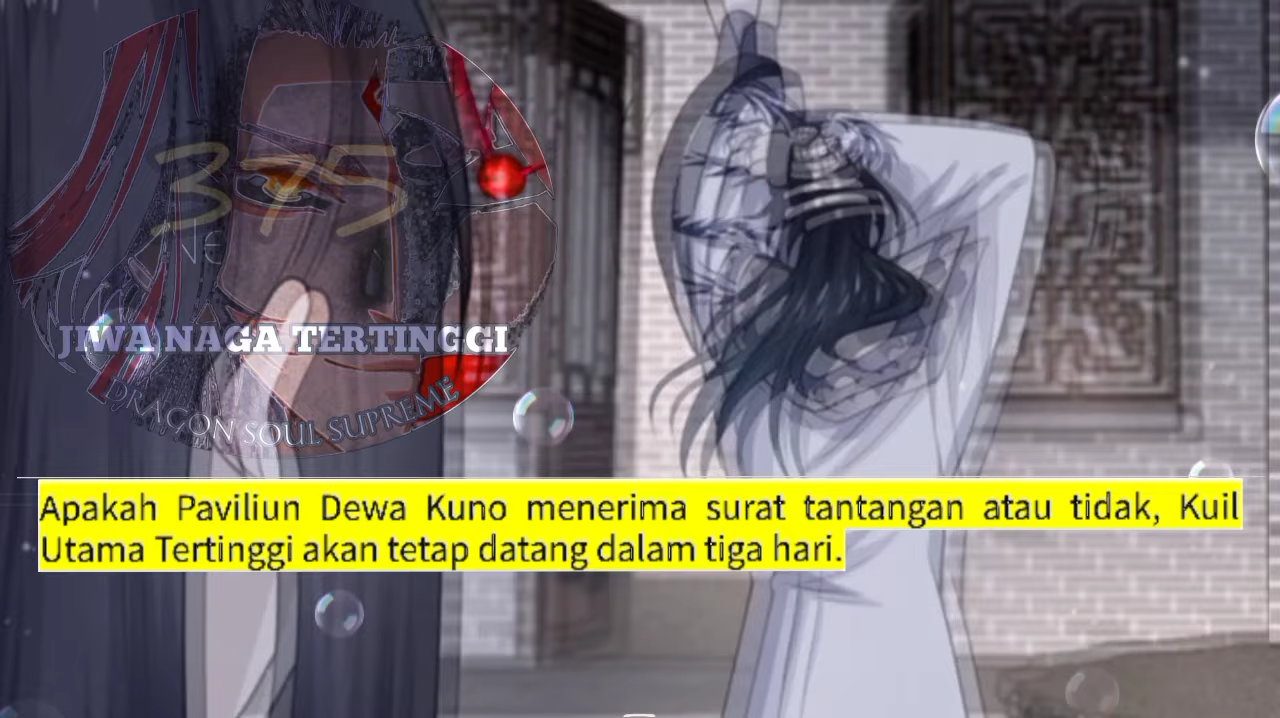 375
JIWA NAGA TERTINGGI
DRAGON SOUL SUPREME
Apakah Paviliun Dewa Kuno menerima surat tantangan atau tidak, Kuil
Utama Tertinggi akan tetap datang dalam tiga hari.